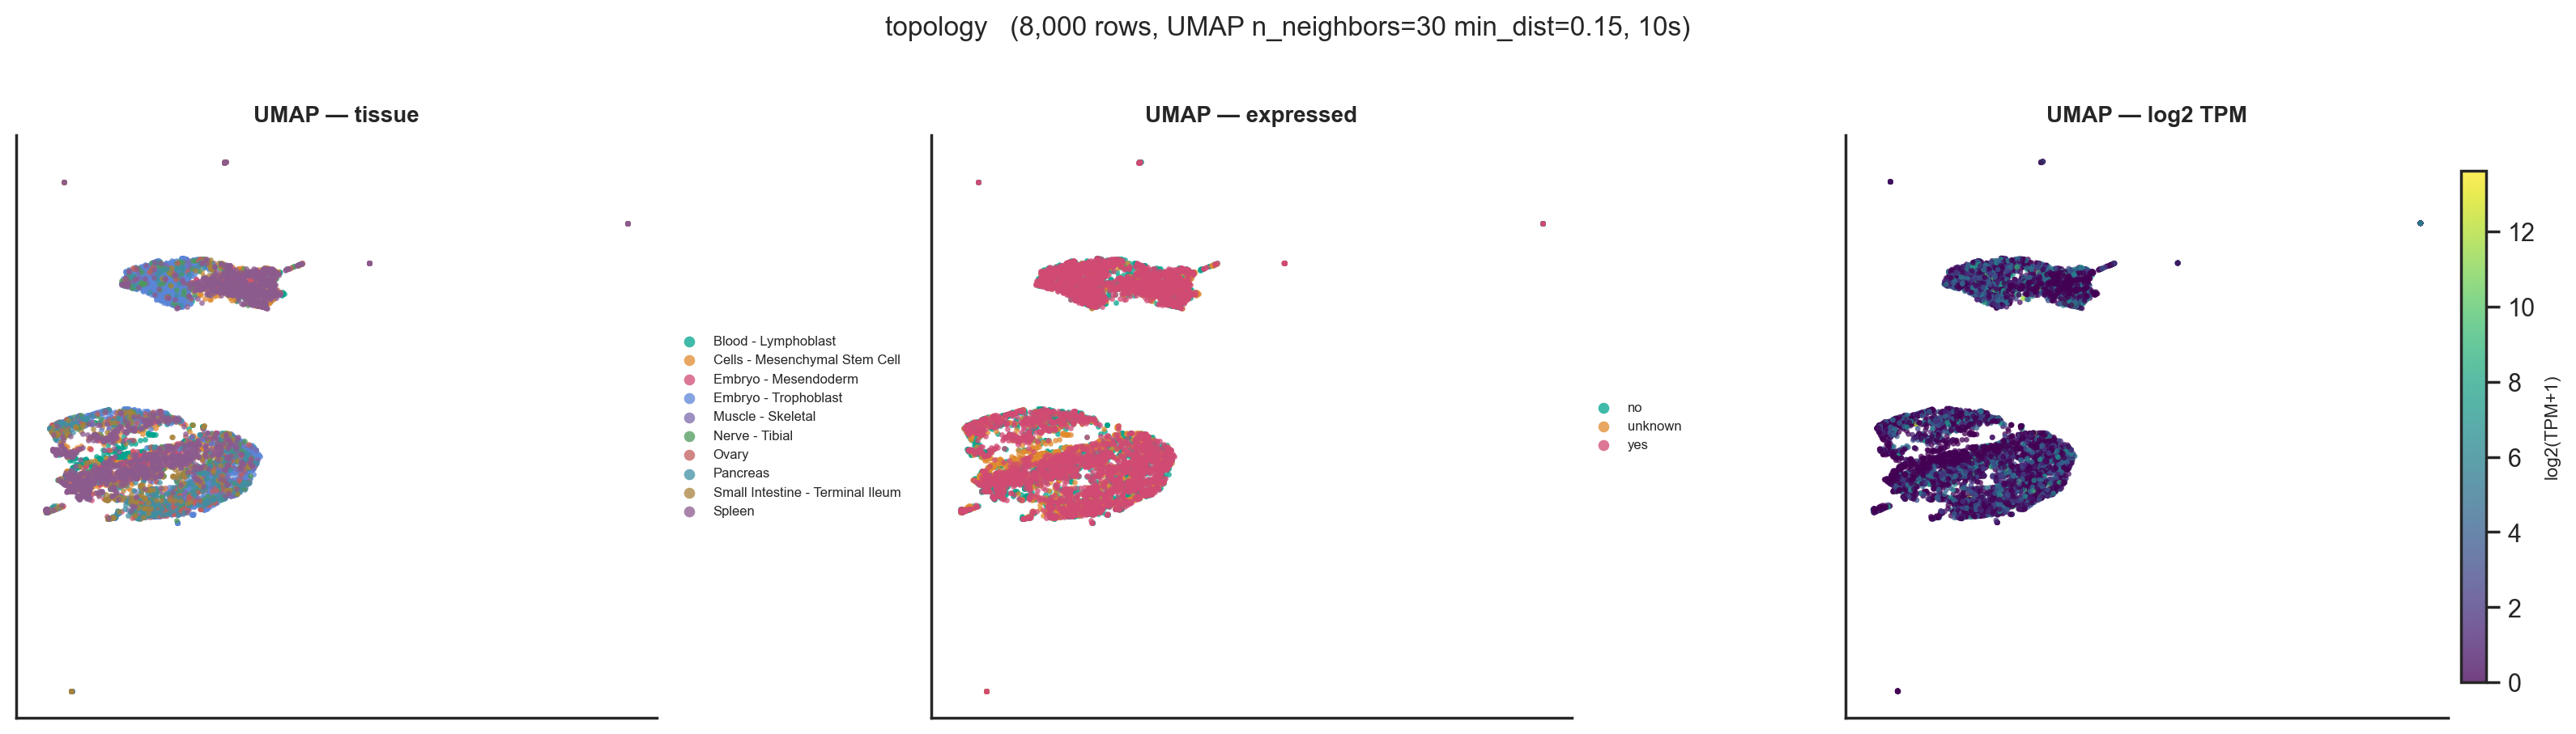 topology   (8,000 rows, UMAP n_neighbors=30 min_dist=0.15, 10s)
UMAP — tissue
Blood - Lymphoblast
Cells - Mesenchymal Stem Cell
Embryo - Mesendoderm
Embryo - Trophoblast
Muscle - Skeletal
Nerve - Tibial
Ovary
Pancreas
Small Intestine - Terminal Ileum
Spleen
UMAP — expressed
no
unknown
yes
UMAP — log2 TPM
12
10
8
6
4
2
0
log2(TPM+1)